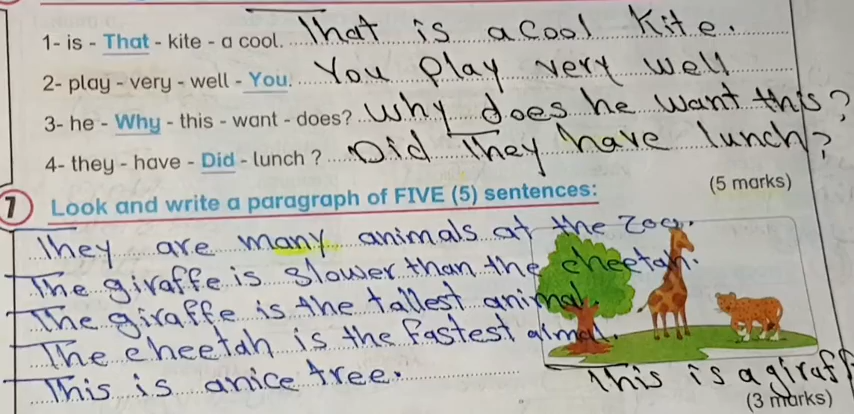 1- is - That - kite - a cool. That is a cool kite.
2- play - very - well - You. You play very well
3- he - Why - this - want - does? Why does he want this?
4- they - have - Did - lunch ? Did they have lunch?
7 Look and write a paragraph of FIVE (5) sentences: (5 marks)
They are many animals at the zoo.
The giraffe is slower than the cheetah.
The giraffe is the tallest animal.
The cheetah is the fastest aimal.
This is anice tree.
This is a giraff
(3 marks)